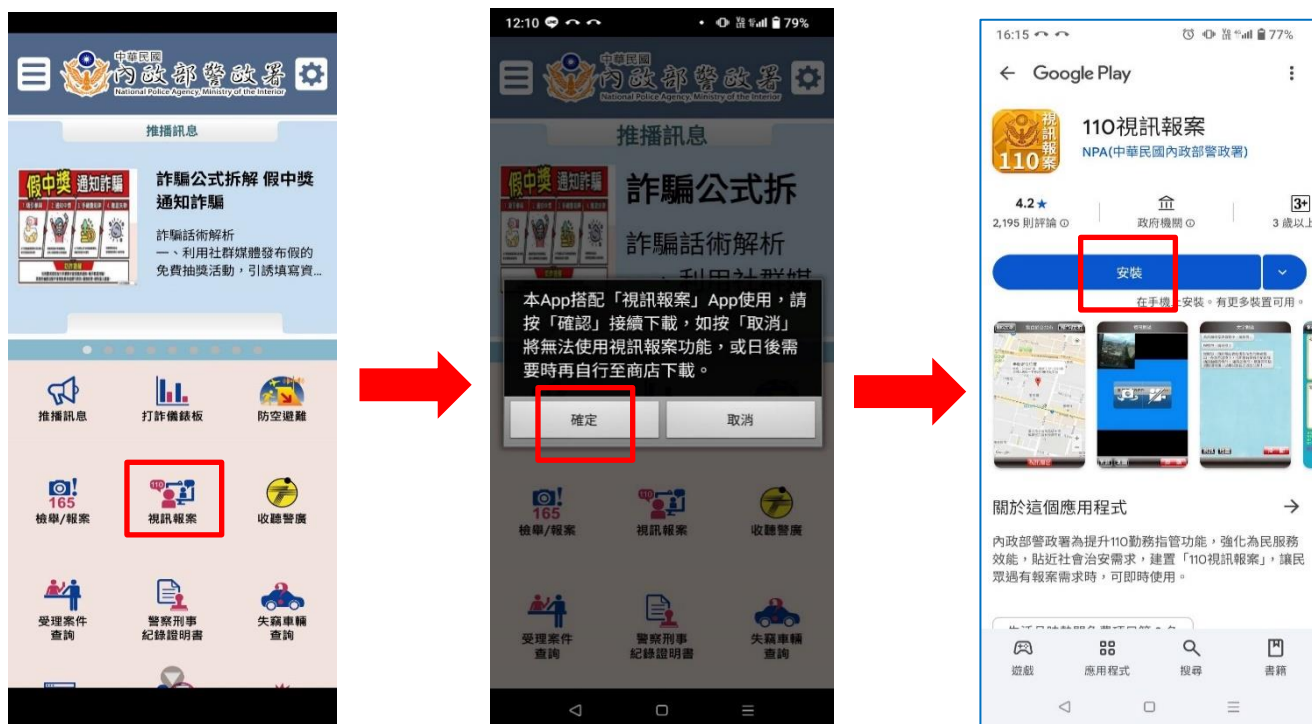 中華民國
內政部警政署
National Police Agency, Ministry of the Interior
推播訊息
假中獎 通知詐騙
詐騙公式拆解 假中獎
通知詐騙
詐騙話術解析
一、利用社群媒體發布假的
免費抽獎活動，引誘填寫資...
推播訊息
打詐儀錶板
防空避難
165
檢舉/報案
110
視訊報案
收聽警廣
受理案件
查詢
警察刑事
紀錄證明書
失竊車輛
查詢
12:10
79%
中華民國
內政部警政署
National Police Agency, Ministry of the Interior
推播訊息
假中獎 通知詐騙
詐騙公式拆
詐騙話術解析
一、利用社群媒
本App搭配「視訊報案」App使用，請
按「確認」接續下載，如按「取消」
將無法使用視訊報案功能，或日後需
要時再自行至商店下載。
確定
取消
165
檢舉/報案
110
視訊報案
收聽警廣
受理案件
查詢
警察刑事
紀錄證明書
失竊車輛
查詢
16:15
77%
Google Play
視訊報案
110
110視訊報案
NPA(中華民國內政部警政署)
4.2★
2,195 則評論
政府機關
3+
3 歲以上
安裝
在手機上安裝。有更多裝置可用。
關於這個應用程式
內政部警政署為提升110勤務指管功能，強化為民服務
效能，貼近社會治安需求，建置「110視訊報案」，讓民
眾遇有報案需求時，可即時使用。
遊戲
應用程式
搜尋
書籍